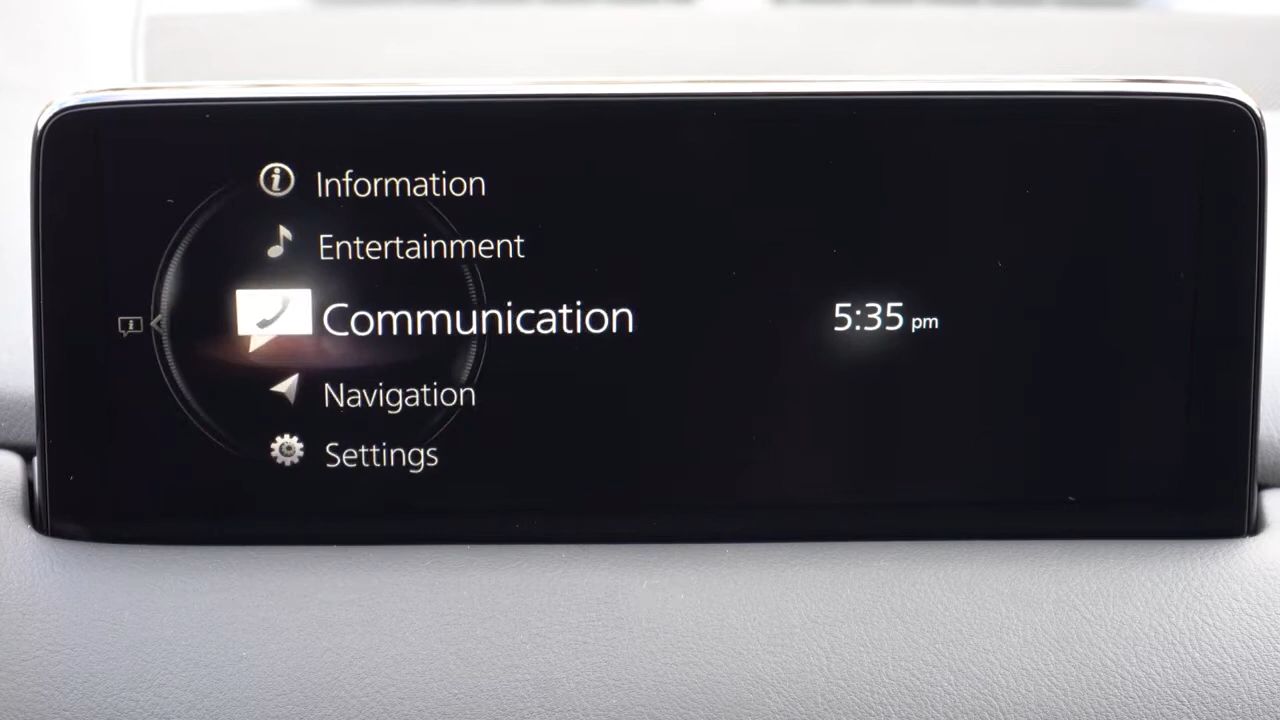 Information
Entertainment
Communication
5:35 pm
Navigation
Settings